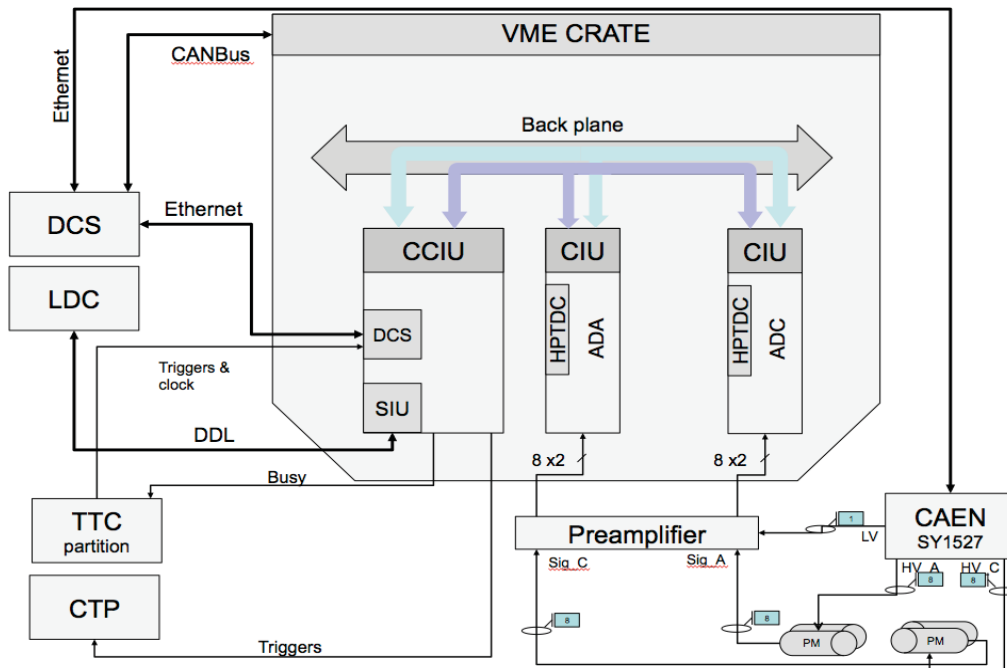 VME CRATE
CANBus
Ethernet
Back plane
DCS
Ethernet
CCIU
CIU
CIU
LDC
DCS
HPTDC
ADA
HPTDC
ADC
Triggers &
clock
SIU
DDL
8 x2
8 x2
Busy
TTC
partition
Preamplifier
1
LV
CAEN
SY1527
Sig_C
Sig_A
HV_A
HV_C
8
8
CTP
8
8
PM
PM
Triggers